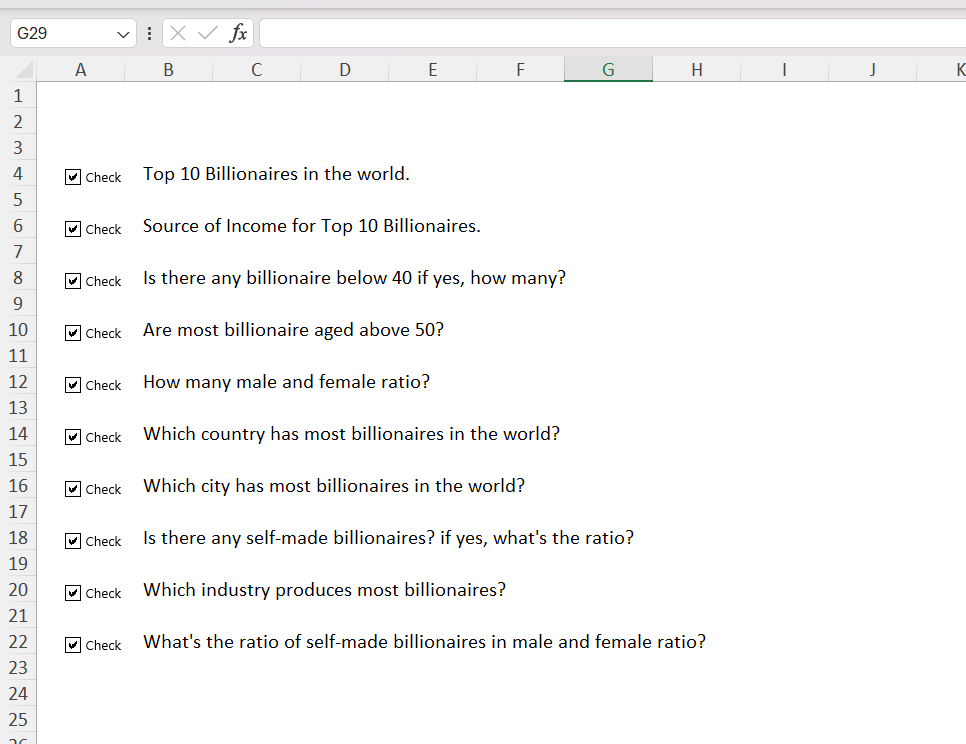 G29
fx
A B C D E F G H I J K
1
2
3
4 Check Top 10 Billionaires in the world.
5
6 Check Source of Income for Top 10 Billionaires.
7
8 Check Is there any billionaire below 40 if yes, how many?
9
10 Check Are most billionaire aged above 50?
11
12 Check How many male and female ratio?
13
14 Check Which country has most billionaires in the world?
15
16 Check Which city has most billionaires in the world?
17
18 Check Is there any self-made billionaires? if yes, what's the ratio?
19
20 Check Which industry produces most billionaires?
21
22 Check What's the ratio of self-made billionaires in male and female ratio?
23
24
25
26